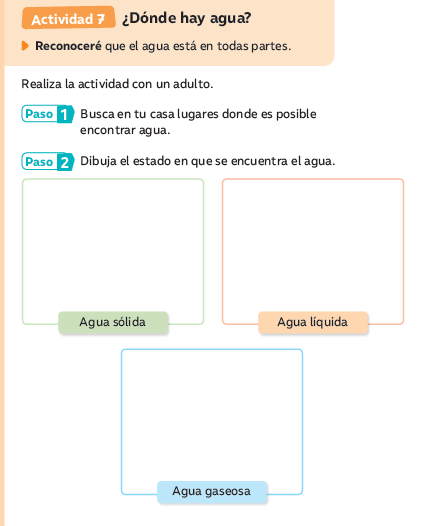 Actividad 7 ¿Dónde hay agua?
Reconoceré que el agua está en todas partes.
Realiza la actividad con un adulto.
Paso 1 Busca en tu casa lugares donde es posible
encontrar agua.
Paso 2 Dibuja el estado en que se encuentra el agua.
Agua sólida
Agua líquida
Agua gaseosa